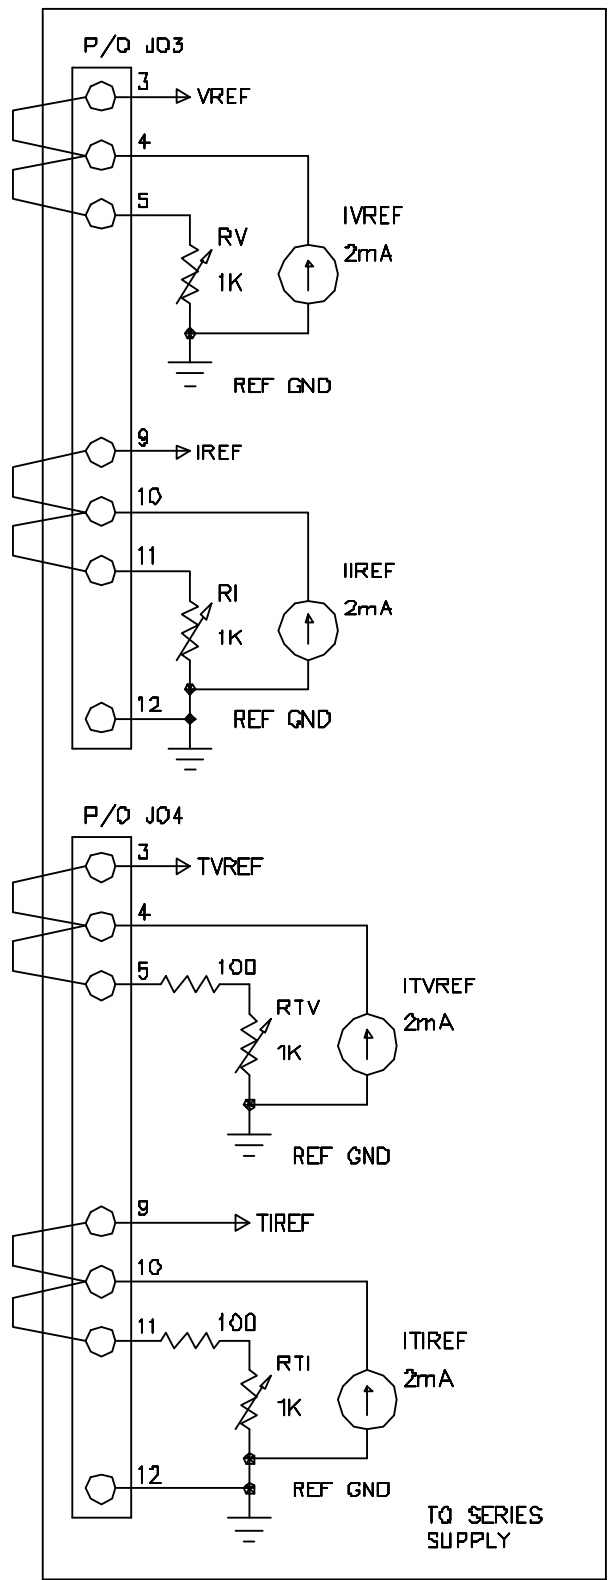 P/O J03
3
VREF
4
5
IVREF
RV
2mA
1K
REF GND
9
IREF
10
11
IIREF
RI
2mA
1K
12
REF GND
P/O J04
3
TVREF
4
5
100
ITVREF
RTV
2mA
1K
REF GND
9
TIREF
10
11
100
ITIREF
RTI
2mA
1K
12
REF GND
TO SERIES
SUPPLY